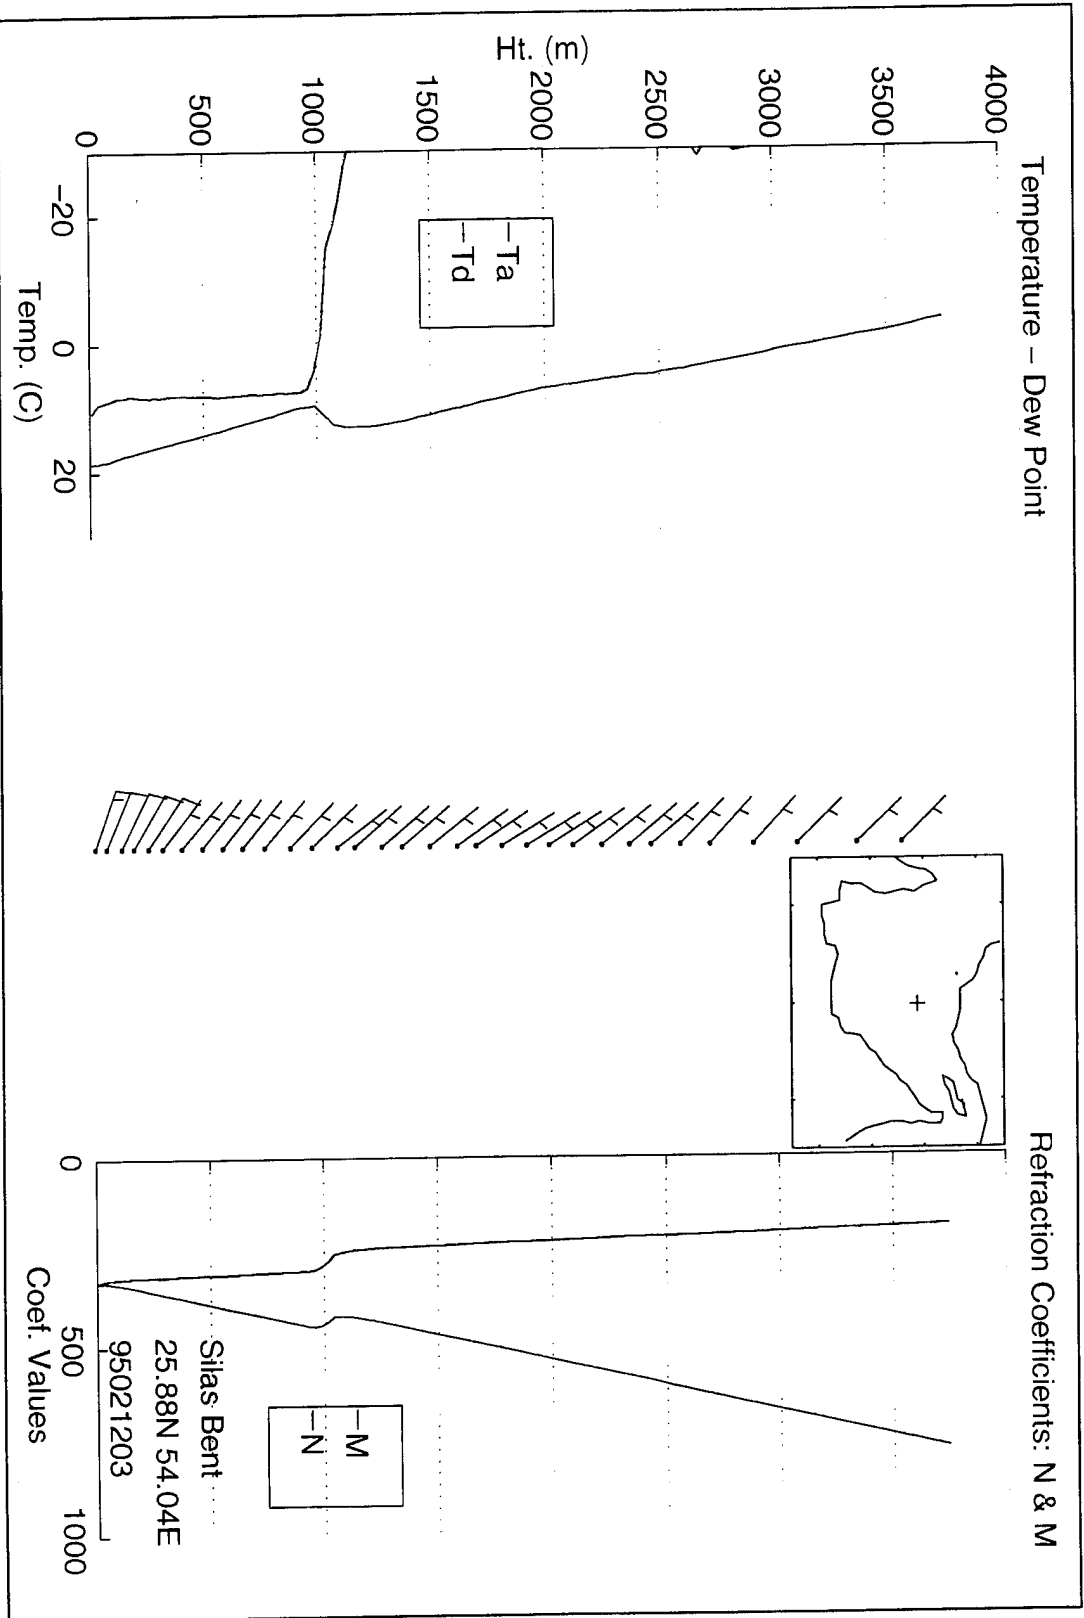 Temperature – Dew Point
Refraction Coefficients: N & M
4000
3500
3000
2500
2000
1500
1000
500
0
Ht. (m)
–Ta
–Td
-20
0
20
Temp. (C)
–M
–N
Silas Bent
25.88N 54.04E
95021203
0
500
1000
Coef. Values